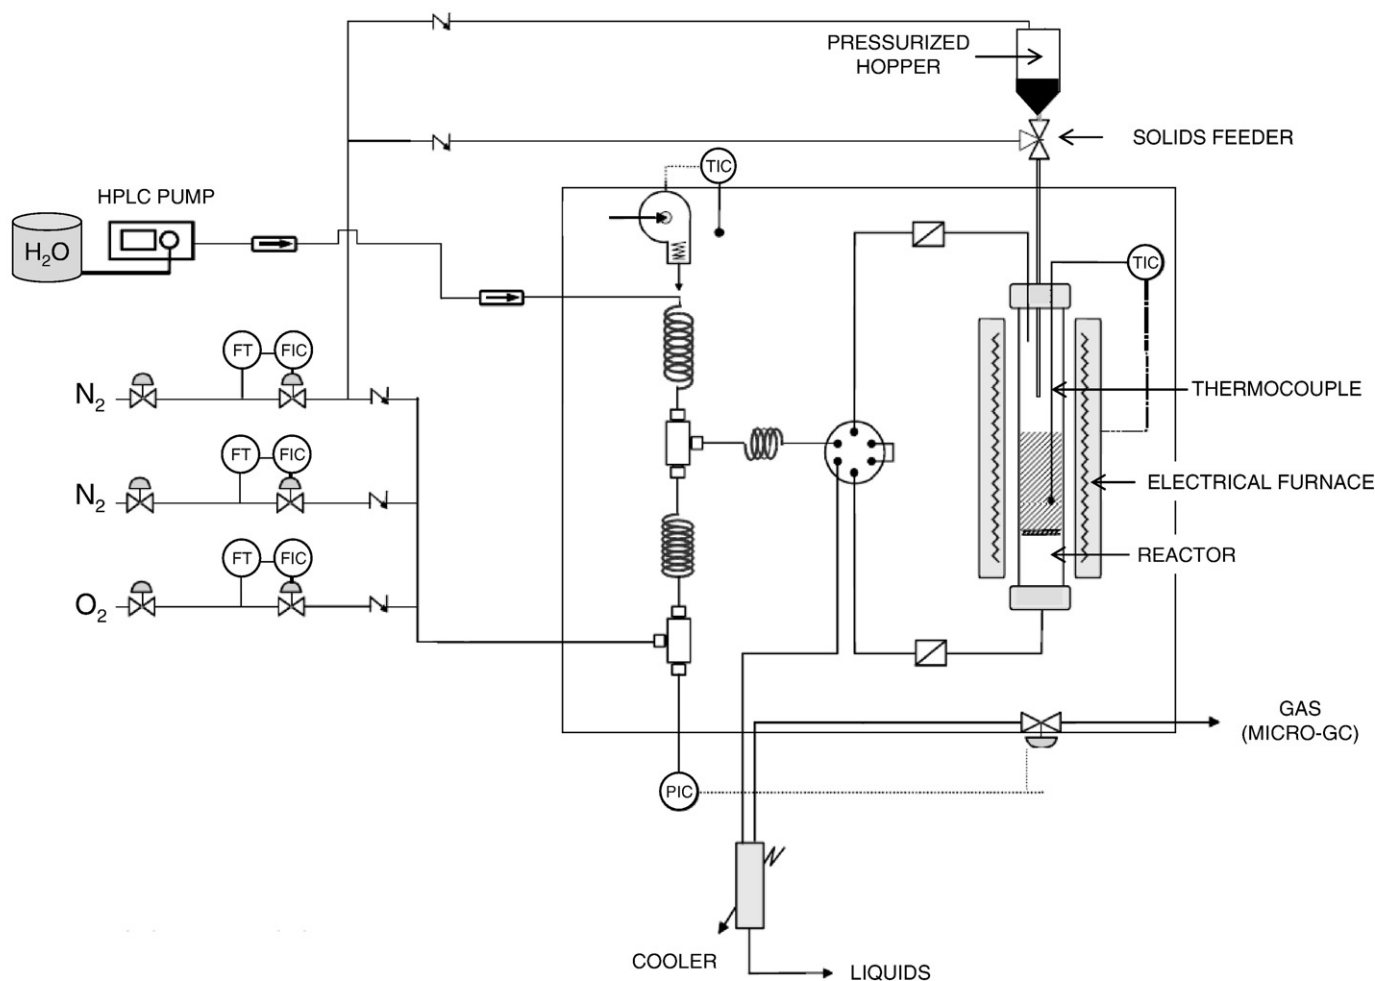 PRESSURIZED
HOPPER
SOLIDS FEEDER
TIC
HPLC PUMP
H₂O
TIC
FT
FIC
N₂
THERMOCOUPLE
FT
FIC
N₂
ELECTRICAL FURNACE
FT
FIC
O₂
REACTOR
GAS
(MICRO-GC)
PIC
COOLER
LIQUIDS